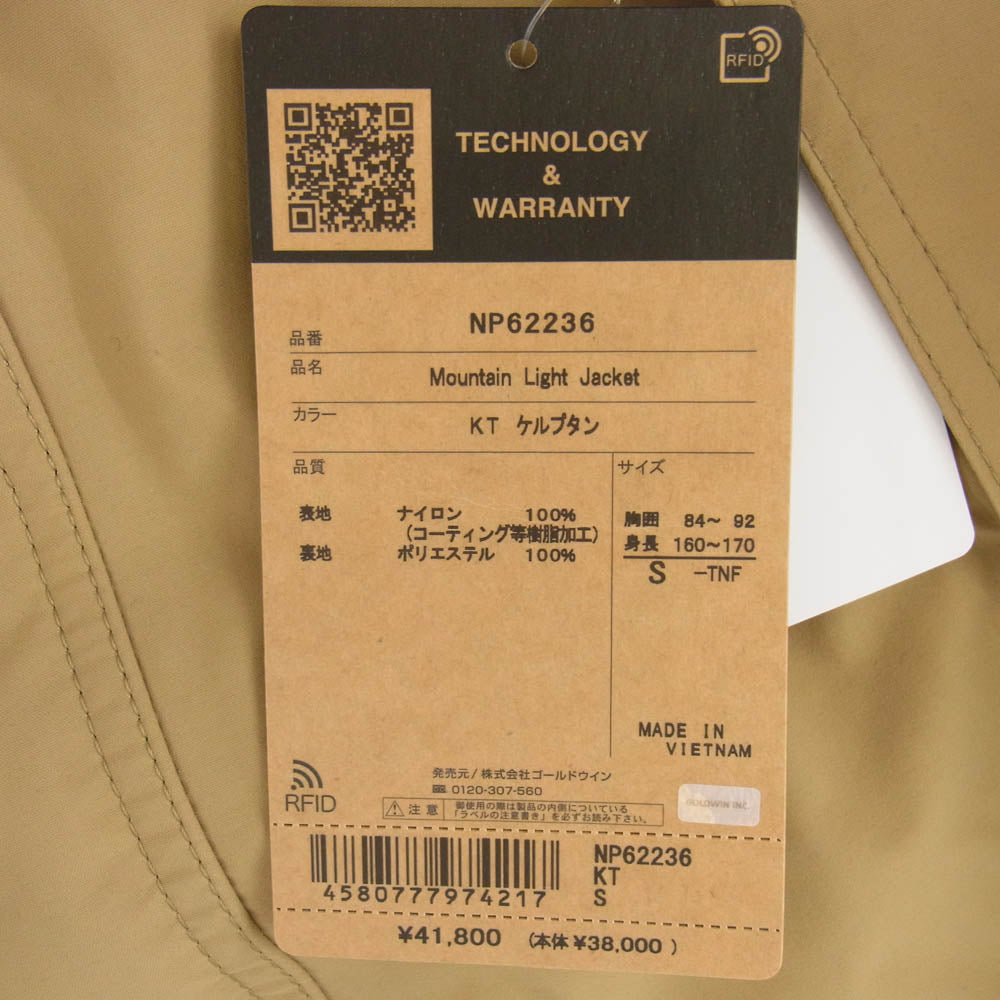 RFID
TECHNOLOGY
&
WARRANTY
品番 NP62236
品名 Mountain Light Jacket
カラー KT ケルプタン
品質
表地 ナイロン 100%
(コーティング等樹脂加工)
裏地 ポリエステル 100%
サイズ
胸囲 84～ 92
身長 160～170
S -TNF
MADE IN
VIETNAM
RFID
発売元/株式会社ゴールドウイン
0120-307-560
注意 御使用の際は製品の内側についている
「ラベルの注意書き」を必ずお読み下さい。
GOLDWIN INC.
4580777974217
NP62236
KT
S
¥41,800 (本体¥38,000 )